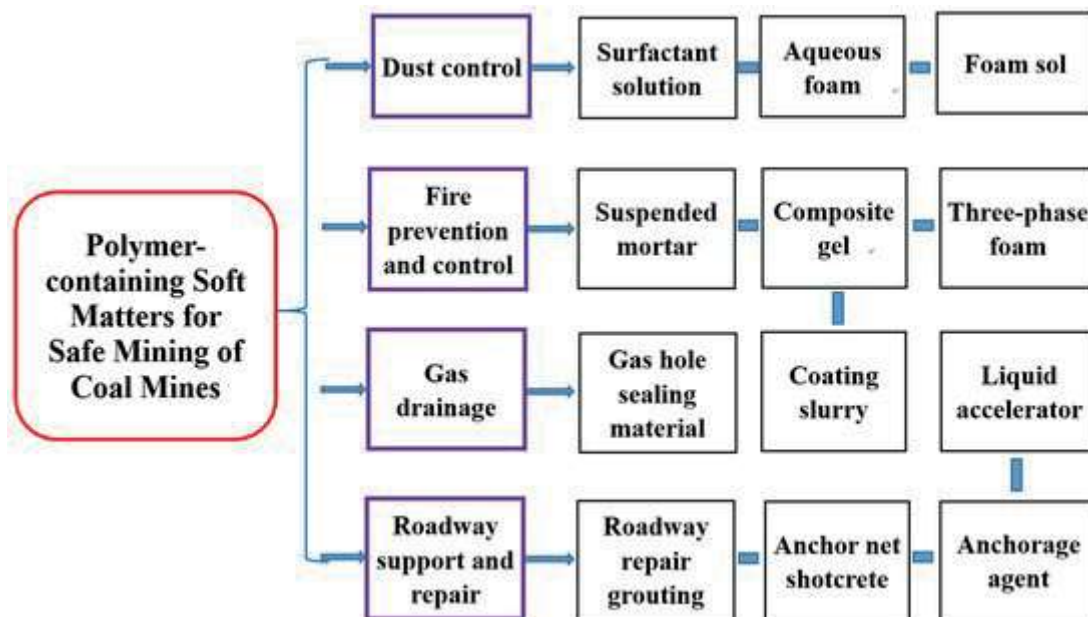 Polymer-
containing Soft
Matters for
Safe Mining of
Coal Mines
Dust control
Surfactant
solution
Aqueous
foam
Foam sol
Fire
prevention
and control
Suspended
mortar
Composite
gel
Three-phase
foam
Gas
drainage
Gas hole
sealing
material
Coating
slurry
Liquid
accelerator
Roadway
support and
repair
Roadway
repair
grouting
Anchor net
shotcrete
Anchorage
agent